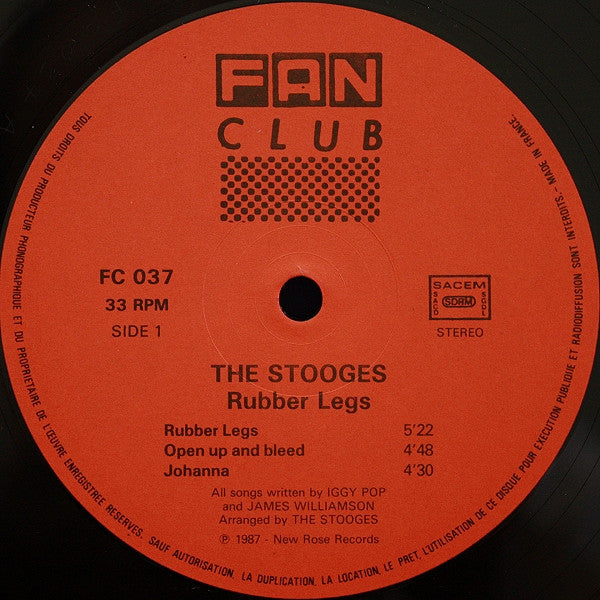 FAN
CLUB
FC 037
33 RPM
SIDE 1
SACEM
SACD
SDRM
SGDL
STEREO
THE STOOGES
Rubber Legs
Rubber Legs 5'22
Open up and bleed 4'48
Johanna 4'30
All songs written by IGGY POP
and JAMES WILLIAMSON
Arranged by THE STOOGES
℗ 1987 - New Rose Records
TOUS DROITS DU PRODUCTEUR PHONOGRAPHIQUE ET DU PROPRIETAIRE DE L'ŒUVRE ENREGISTREE RESERVES. SAUF AUTORISATION, LA DUPLICATION, LA LOCATION, LE PRET, L'UTILISATION DE CE DISQUE POUR EXECUTION PUBLIQUE ET RADIODIFFUSION SONT INTERDITS. - MADE IN FRANCE.